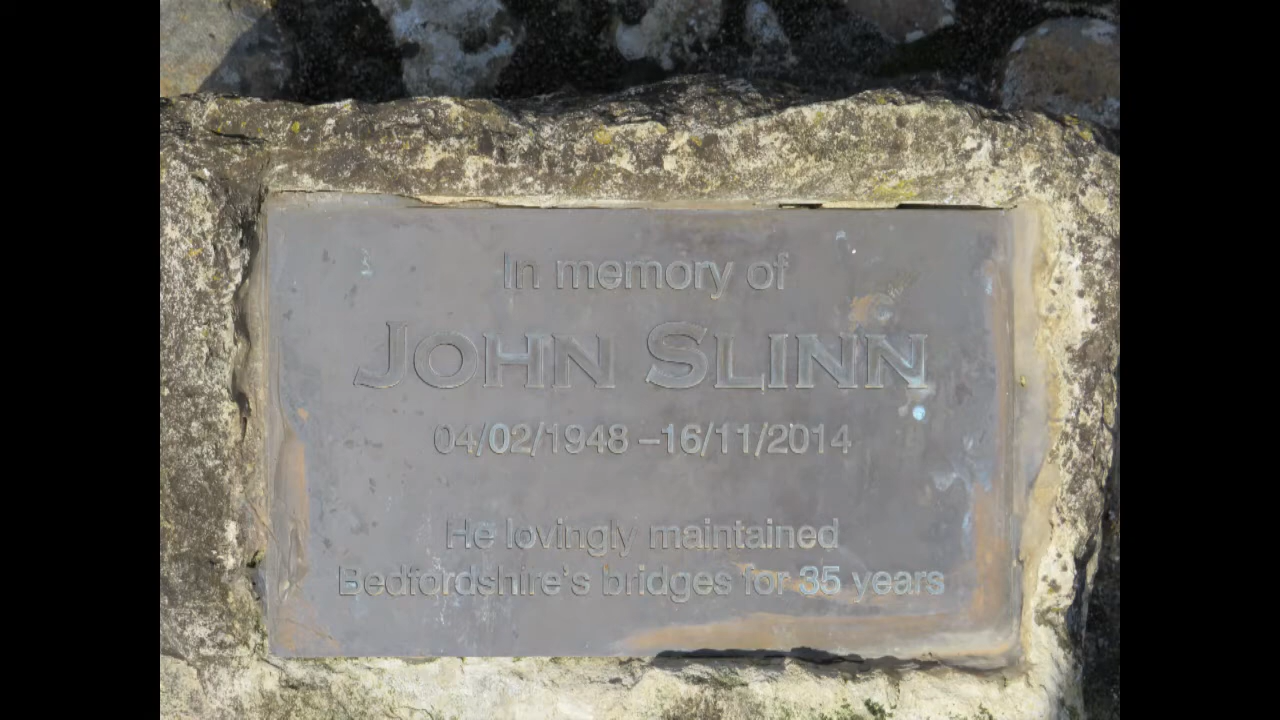 In memory of
JOHN SLINN
04/02/1948 – 16/11/2014
He lovingly maintained
Bedfordshire's bridges for 35 years